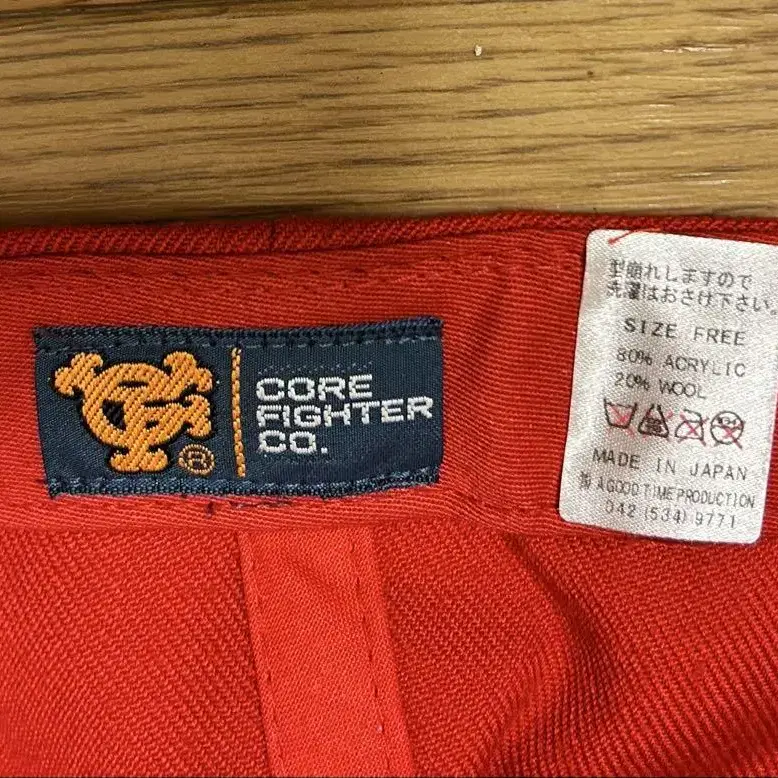 CORE
FIGHTER
CO.
®
型崩れしますので
洗濯はおさけ下さい。
SIZE FREE
80% ACRYLIC
20% WOOL
MADE IN JAPAN
A GOOD TIME PRODUCTION
042 (534) 9771